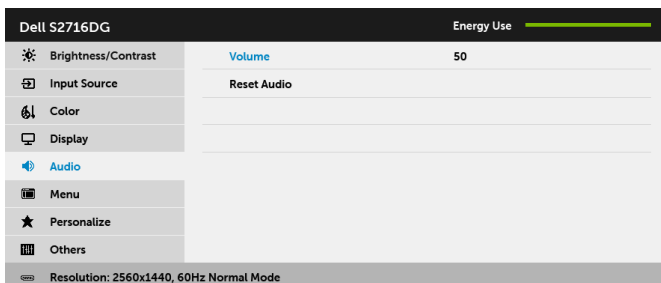 Dell S2716DG Energy Use
Brightness/Contrast Volume 50
Input Source Reset Audio
Color
Display
Audio
Menu
Personalize
Others
Resolution: 2560x1440, 60Hz Normal Mode